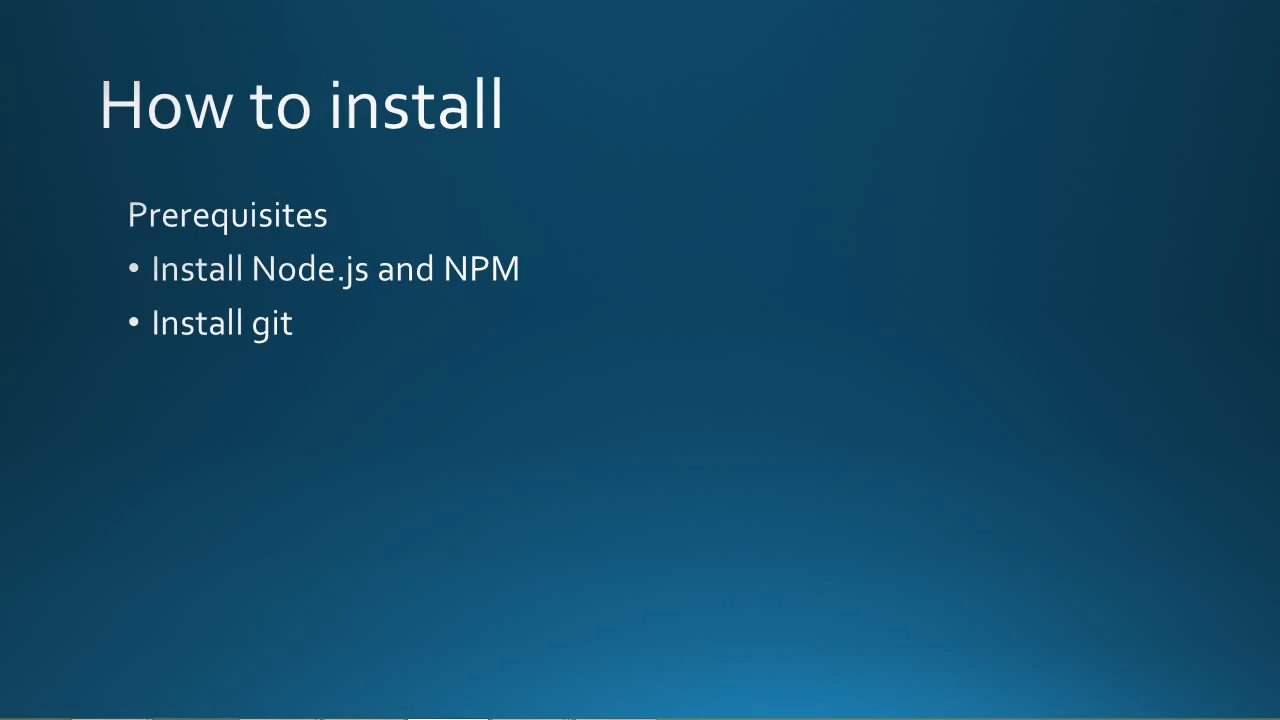 How to install
Prerequisites
• Install Node.js and NPM
• Install git